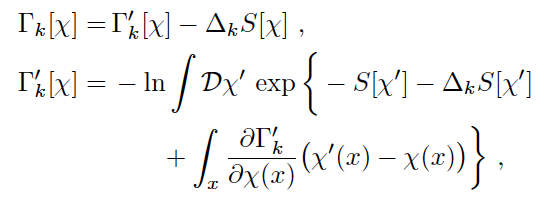 Γ_k[χ] = Γ'_k[χ] − Δ_k S[χ] ,
Γ'_k[χ] = − ln ∫ 𝒟χ' exp { − S[χ'] − Δ_k S[χ']
+ ∫_x ∂Γ'_k / ∂χ(x) (χ'(x) − χ(x)) } ,